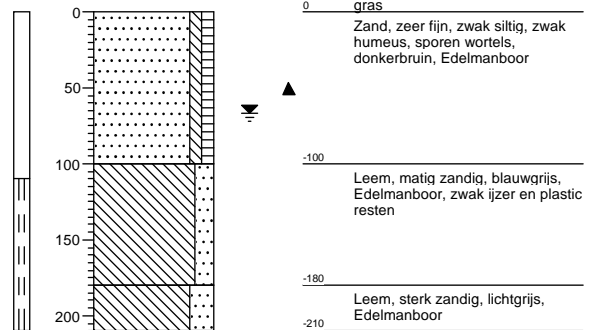 0
50
100
150
200
0
gras
Zand, zeer fijn, zwak siltig, zwak
humeus, sporen wortels,
donkerbruin, Edelmanboor
-100
Leem, matig zandig, blauwgrijs,
Edelmanboor, zwak ijzer en plastic
resten
-180
Leem, sterk zandig, lichtgrijs,
Edelmanboor
-210